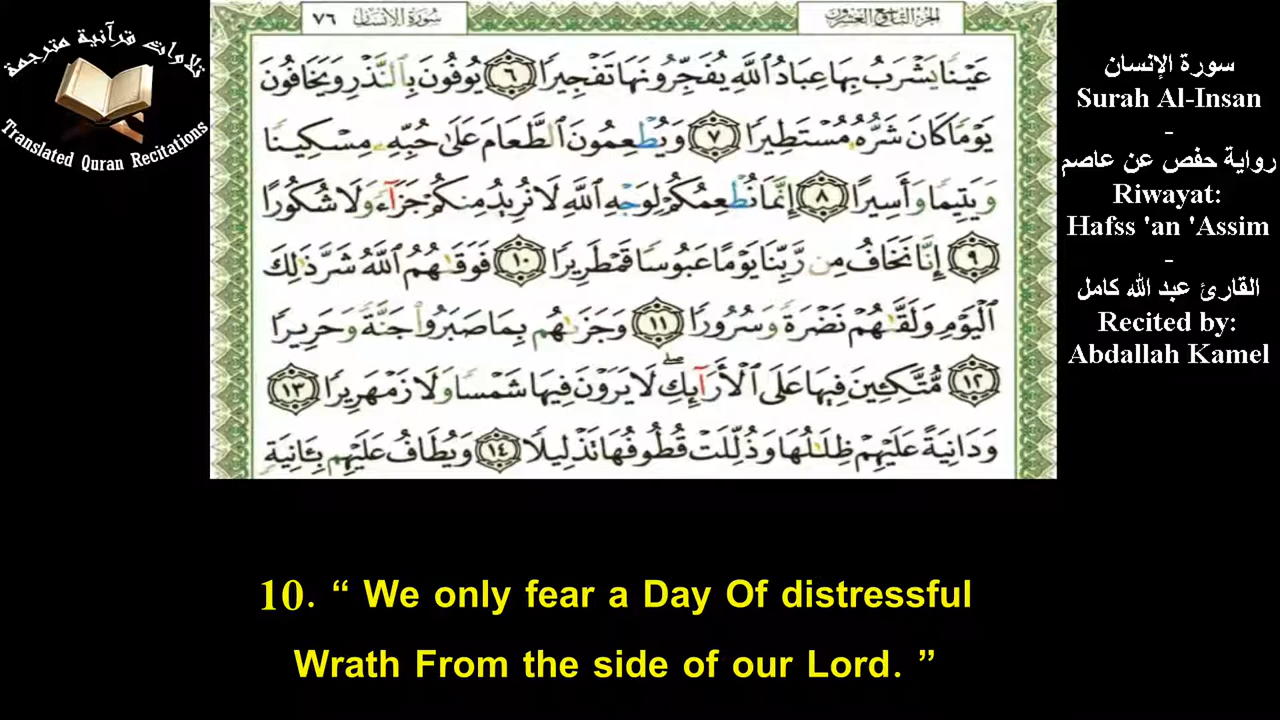 الجزء التاسع والعشرون
سورة الإنسان ٧٦
عَيْنًا يَشْرَبُ بِهَا عِبَادُ ٱللَّهِ يُفَجِّرُونَهَا تَفْجِيرًا ٦ يُوفُونَ بِٱلنَّذْرِ وَيَخَافُونَ
يَوْمًا كَانَ شَرُّهُۥ مُسْتَطِيرًا ٧ وَيُطْعِمُونَ ٱلطَّعَامَ عَلَىٰ حُبِّهِۦ مِسْكِينًا
وَيَتِيمًا وَأَسِيرًا ٨ إِنَّمَا نُطْعِمُكُمْ لِوَجْهِ ٱللَّهِ لَا نُرِيدُ مِنكُمْ جَزَآءً وَلَا شُكُورًا
٩ إِنَّا نَخَافُ مِن رَّبِّنَا يَوْمًا عَبُوسًا قَمْطَرِيرًا ١٠ فَوَقَىٰهُمُ ٱللَّهُ شَرَّ ذَٰلِكَ
ٱلْيَوْمِ وَلَقَّىٰهُمْ نَضْرَةً وَسُرُورًا ١١ وَجَزَىٰهُم بِمَا صَبَرُوا۟ جَنَّةً وَحَرِيرًا
١٢ مُّتَّكِـِٔينَ فِيهَا عَلَى ٱلْأَرَآئِكِ ۖ لَا يَرَوْنَ فِيهَا شَمْسًا وَلَا زَمْهَرِيرًا ١٣
وَدَانِيَةً عَلَيْهِمْ ظِلَـٰلُهَا وَذُلِّلَتْ قُطُوفُهَا تَذْلِيلًا ١٤ وَيُطَافُ عَلَيْهِم بِـَٔانِيَةٍ
تلاوات قرآنية مترجمة
Translated Quran Recitations
سورة الإنسان
Surah Al-Insan
-
رواية حفص عن عاصم
Riwayat:
Hafss 'an 'Assim
-
القارئ عبد الله كامل
Recited by:
Abdallah Kamel
10. “ We only fear a Day Of distressful
Wrath From the side of our Lord. ”